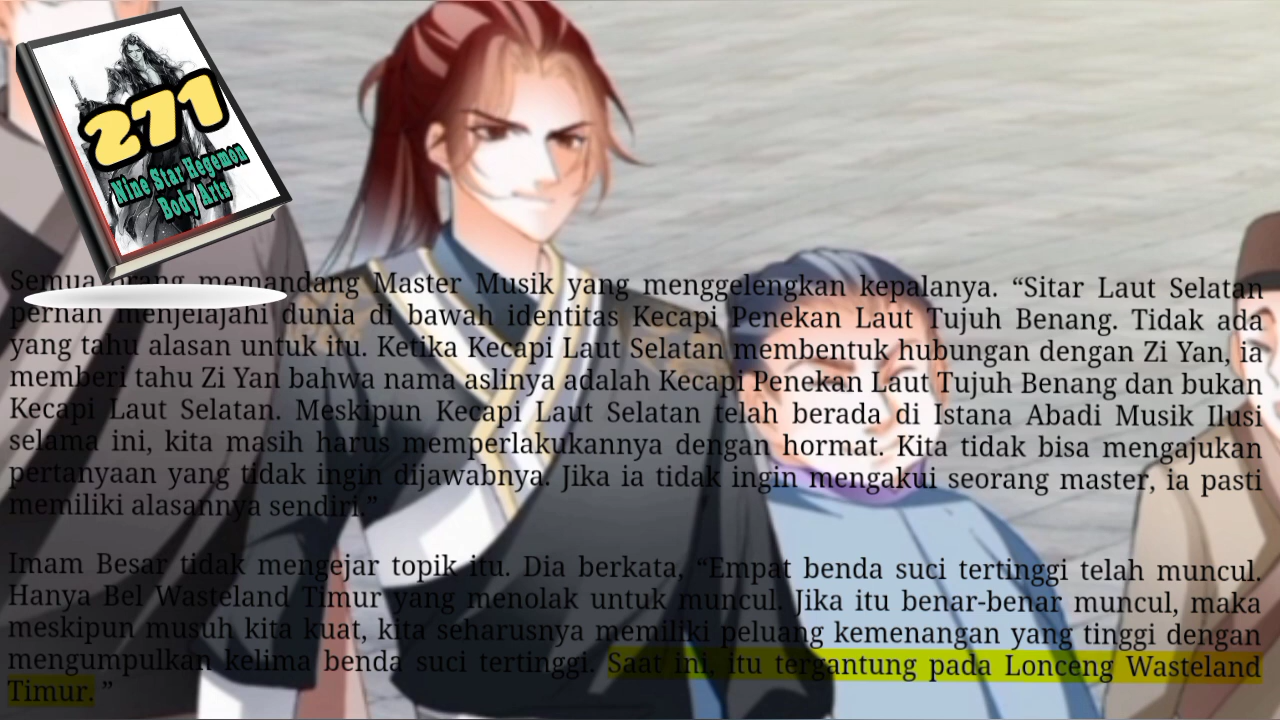 271
Nine Star Hegemon
Body Arts
Semua orang memandang Master Musik yang menggelengkan kepalanya. “Sitar Laut Selatan
pernah menjelajahi dunia di bawah identitas Kecapi Penekan Laut Tujuh Benang. Tidak ada
yang tahu alasan untuk itu. Ketika Kecapi Laut Selatan membentuk hubungan dengan Zi Yan, ia
memberi tahu Zi Yan bahwa nama aslinya adalah Kecapi Penekan Laut Tujuh Benang dan bukan
Kecapi Laut Selatan. Meskipun Kecapi Laut Selatan telah berada di Istana Abadi Musik Ilusi
selama ini, kita masih harus memperlakukannya dengan hormat. Kita tidak bisa mengajukan
pertanyaan yang tidak ingin dijawabnya. Jika ia tidak ingin mengakui seorang master, ia pasti
memiliki alasannya sendiri.”
Imam Besar tidak mengejar topik itu. Dia berkata, “Empat benda suci tertinggi telah muncul.
Hanya Bel Wasteland Timur yang menolak untuk muncul. Jika itu benar-benar muncul, maka
meskipun musuh kita kuat, kita seharusnya memiliki peluang kemenangan yang tinggi dengan
mengumpulkan kelima benda suci tertinggi. Saat ini, itu tergantung pada Lonceng Wasteland
Timur. ”